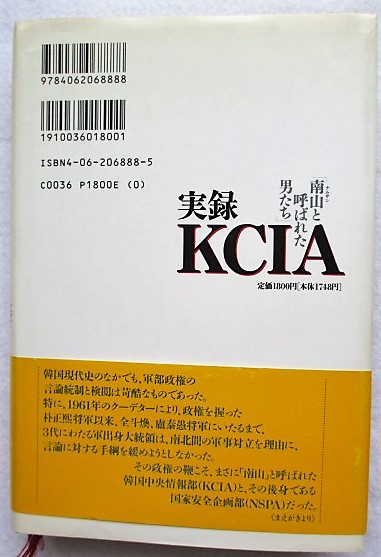 9784062068888
1910036018001
ISBN4-06-206888-5
C0036 P1800E (0)
「南山と
ナムサン
呼ばれた
男たち」
実録
KCIA
定価1800円[本体1748円]
韓国現代史のなかでも、軍部政権の
言論統制と検閲は苛酷なものであった。
特に、1961年のクーデターにより、政権を握った
朴正煕将軍以来、全斗煥、盧泰愚将軍にいたるまで、
3代にわたる軍出身大統領は、南北間の軍事対立を理由に、
言論に対する手綱を緩めようとしなかった。
その政権の鞭こそ、まさに「南山」と呼ばれた
韓国中央情報部(KCIA)と、その後身である
国家安全企画部(NSPA)だった。
〈まえがきより〉